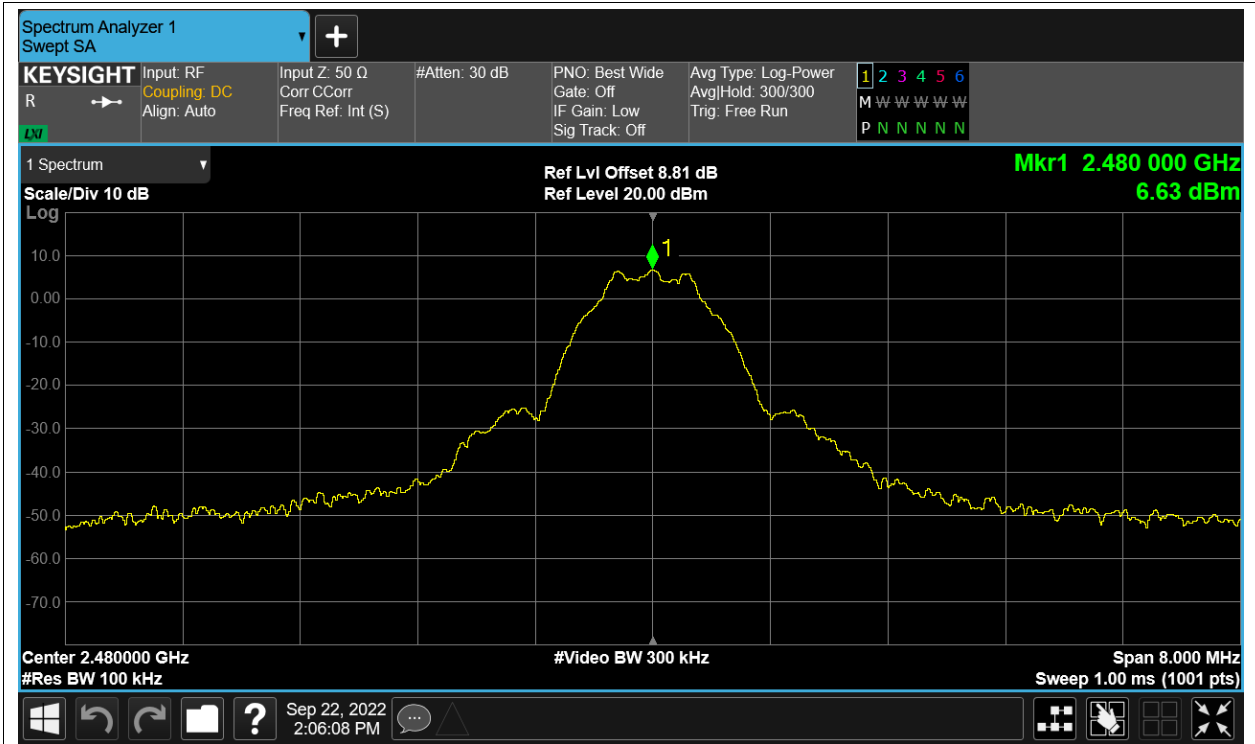 Spectrum Analyzer 1
Swept SA
+
KEYSIGHT
R
LXI
Input: RF
Coupling: DC
Align: Auto
Input Z: 50 Ω
Corr CCorr
Freq Ref: Int (S)
#Atten: 30 dB
PNO: Best Wide
Gate: Off
IF Gain: Low
Sig Track: Off
Avg Type: Log-Power
Avg|Hold: 300/300
Trig: Free Run
1 2 3 4 5 6
M W W W W W
P N N N N N
1 Spectrum
Scale/Div 10 dB
Log
Ref Lvl Offset 8.81 dB
Ref Level 20.00 dBm
Mkr1 2.480 000 GHz
6.63 dBm
1
10.0
0.00
-10.0
-20.0
-30.0
-40.0
-50.0
-60.0
-70.0
Center 2.480000 GHz
#Res BW 100 kHz
#Video BW 300 kHz
Span 8.000 MHz
Sweep 1.00 ms (1001 pts)
?
Sep 22, 2022
2:06:08 PM